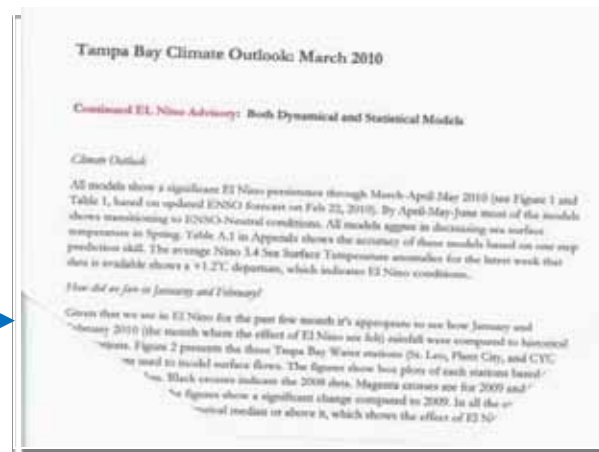 Tampa Bay Climate Outlook: March 2010
Continued EL Nino Advisory: Both Dynamical and Statistical Models
Climate Outlook
All models show a significant El Nino persistence through March-April-May 2010 (see Figure 1 and
Table 1, based on updated ENSO forecast on Feb 22, 2010). By April-May-June most of the models
shows transitioning to ENSO-Neutral conditions. All models agrees in decreasing sea surface
temperature in Spring. Table A.1 in Appendix shows the accuracy of these models based on one step
prediction skill. The average Nino 3.4 Sea Surface Temperature anomalies for the latest week that
data is available shows a +1.2°C departure, which indicates El Nino conditions.
How did we fare in January and February?
Given that we are in El Nino for the past few month it's appropriate to see how January and
February 2010 (the month where the effect of El Nino are felt) rainfall were compared to historical
Figure 2 presents the three Tampa Bay Water stations (St. Leo, Plant City, and CYC
used to model surface flows. The figures show box plots of each stations based
Black crosses indicate the 2008 data. Magenta crosses are for 2009 and
figures show a significant change compared to 2009. In all the
median or above it, which shows the effect of El